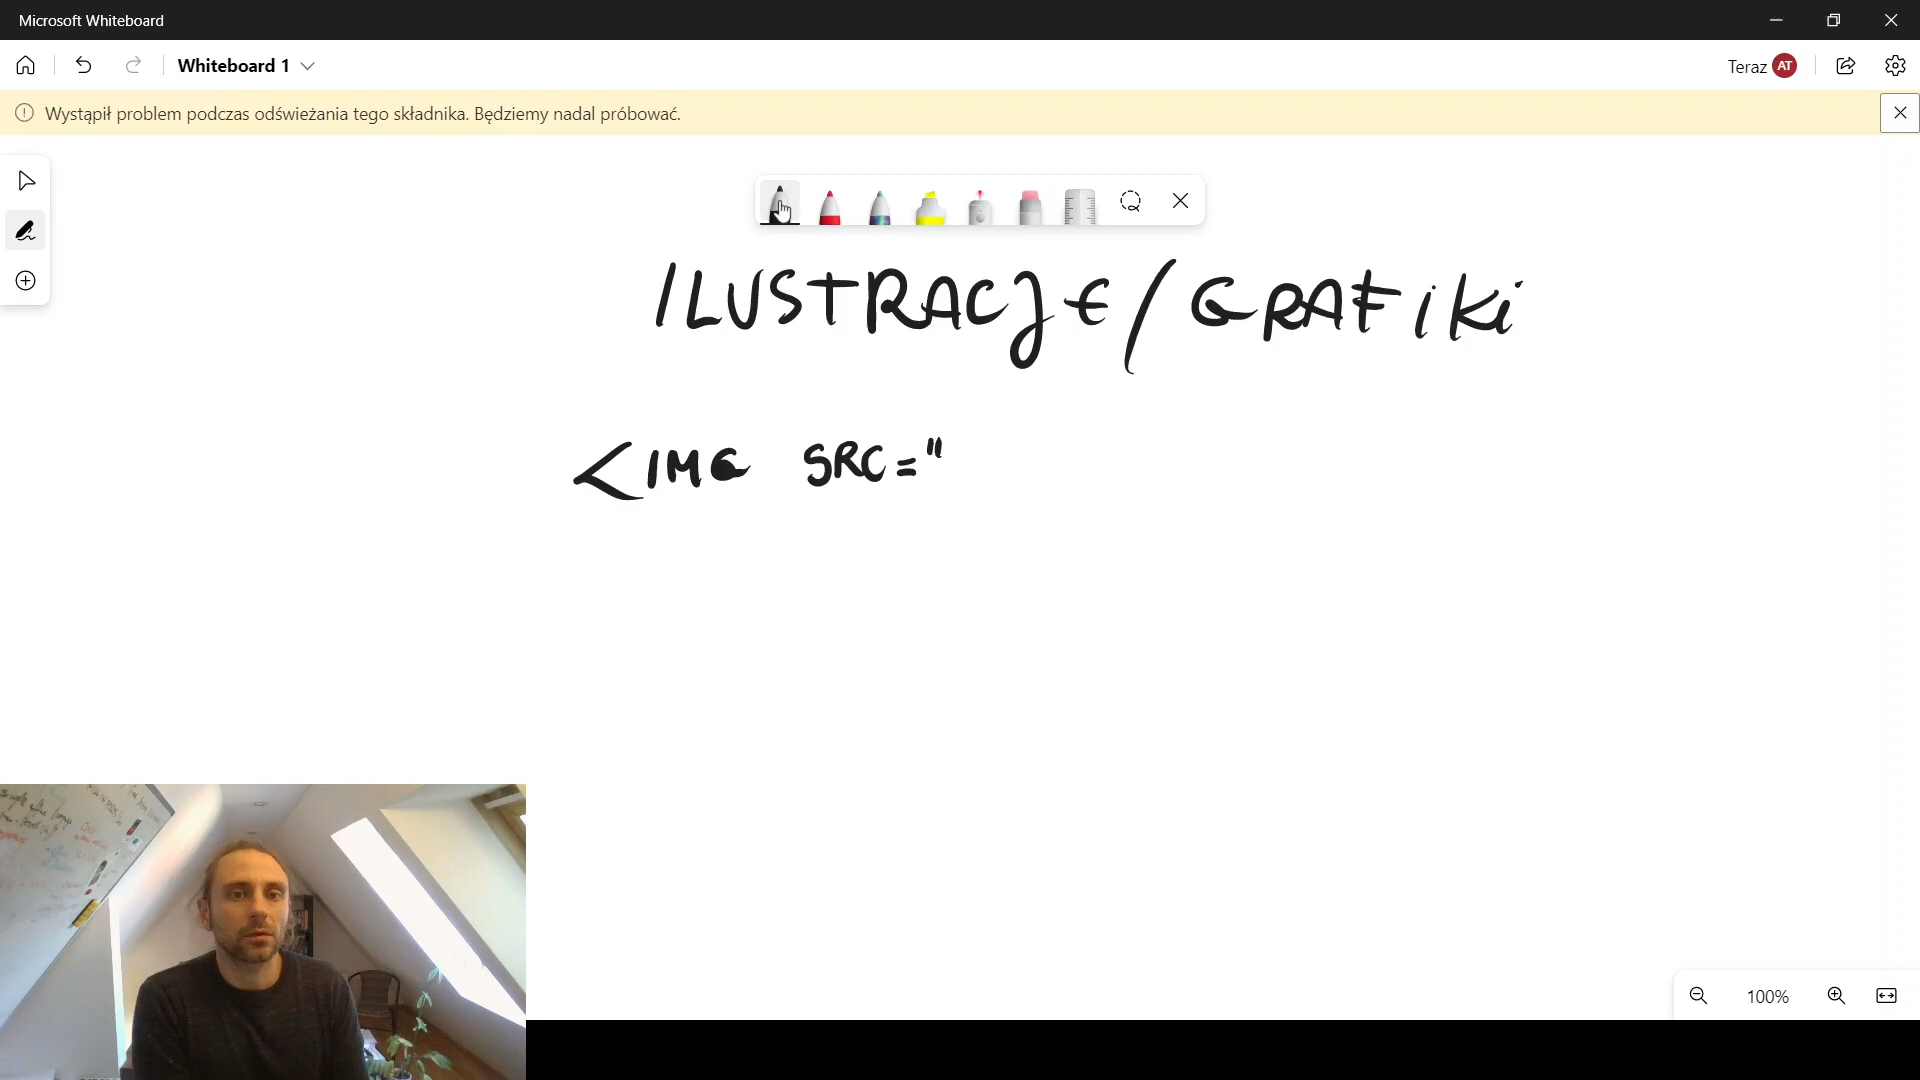 Microsoft Whiteboard
Whiteboard 1
Teraz AT
Wystąpił problem podczas odświeżania tego składnika. Będziemy nadal próbować.
ILUSTRACJE/GRAFiKi
<IMG SRC="
100%